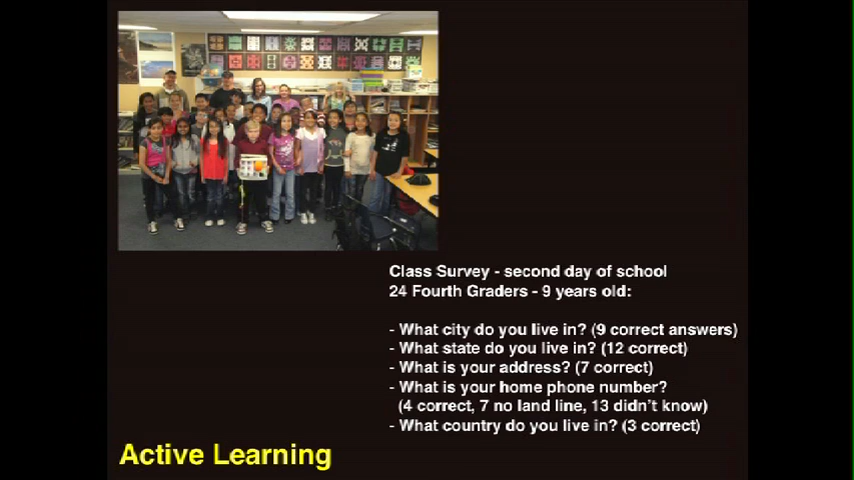 Class Survey - second day of school
24 Fourth Graders - 9 years old:
- What city do you live in? (9 correct answers)
- What state do you live in? (12 correct)
- What is your address? (7 correct)
- What is your home phone number?
(4 correct, 7 no land line, 13 didn't know)
- What country do you live in? (3 correct)
Active Learning